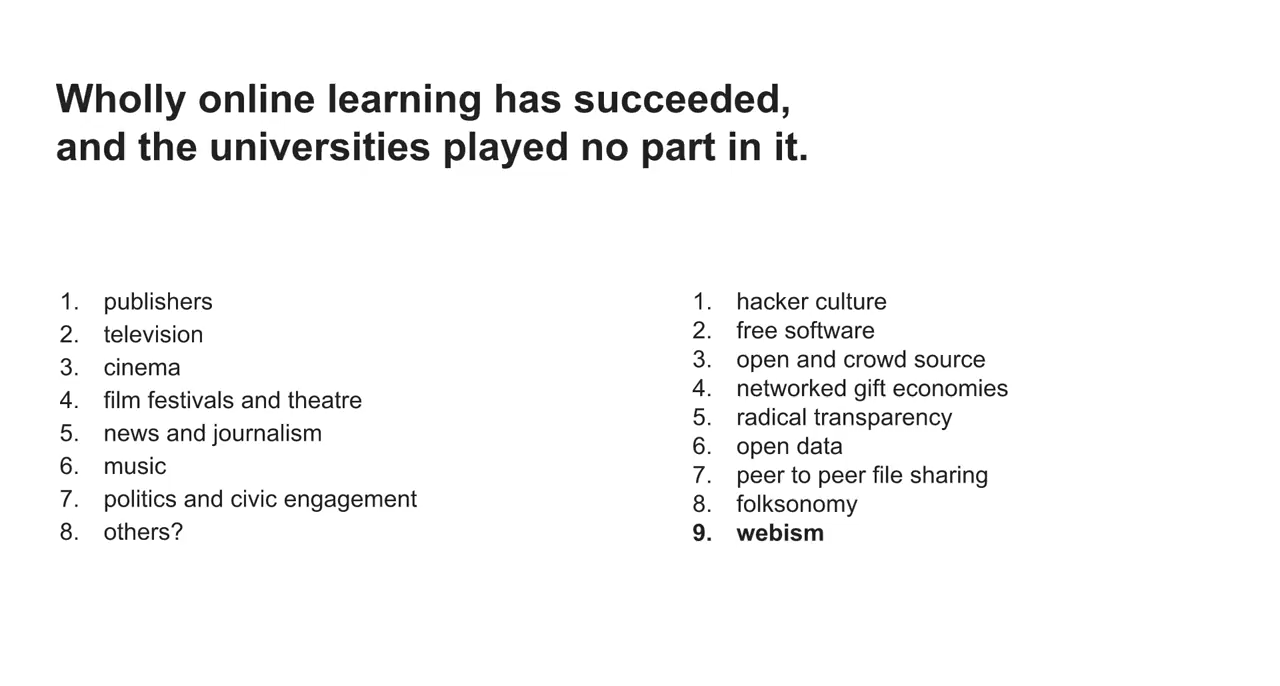 Wholly online learning has succeeded,
and the universities played no part in it.
1. publishers
2. television
3. cinema
4. film festivals and theatre
5. news and journalism
6. music
7. politics and civic engagement
8. others?
1. hacker culture
2. free software
3. open and crowd source
4. networked gift economies
5. radical transparency
6. open data
7. peer to peer file sharing
8. folksonomy
9. webism